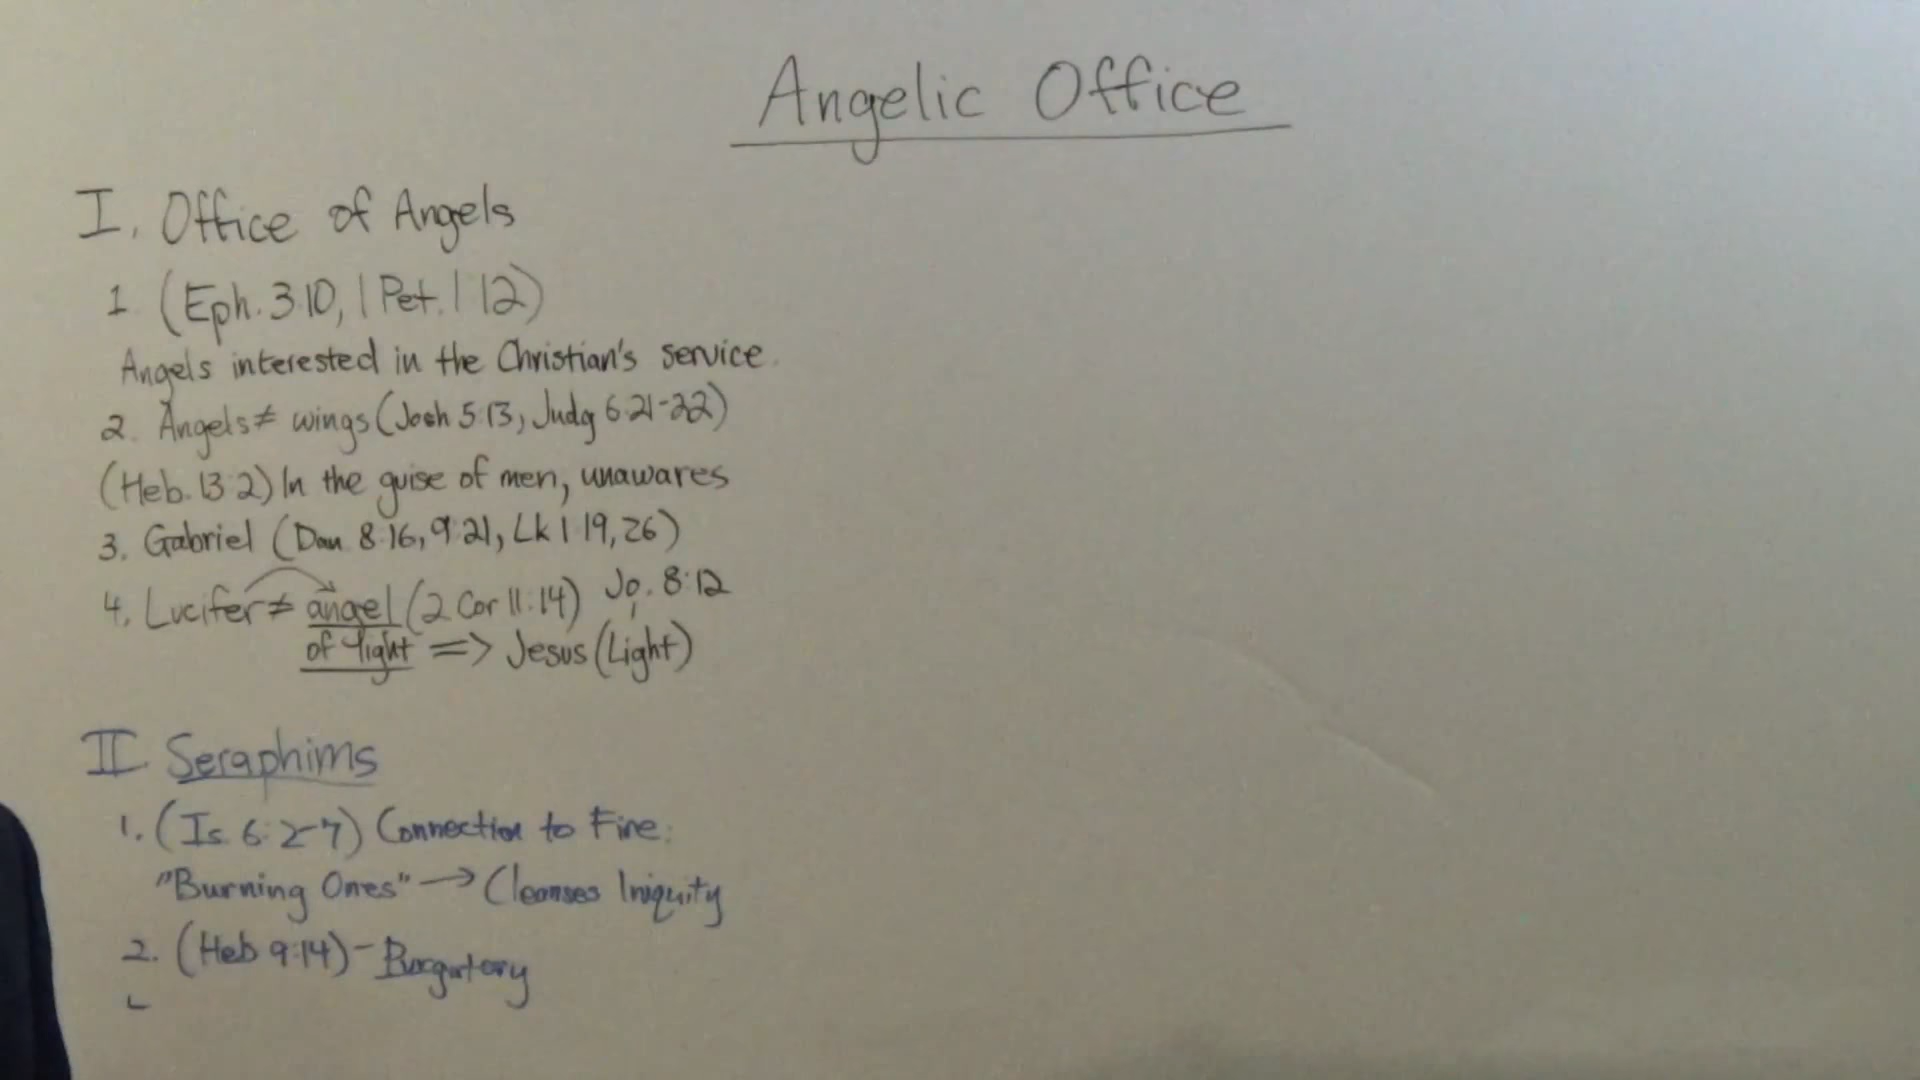 Angelic Office
I. Office of Angels
1 (Eph. 3:10, 1 Pet. 1 12)
Angels interested in the Christian's service.
2. Angels ≠ wings (Josh 5:13, Judg 6:21-22)
(Heb. 13:2) In the guise of men, unawares
3. Gabriel (Dan 8:16, 9:21, Lk 1 19, 26)
4. Lucifer ≠ angel (2 Cor 11:14) Jo. 8:12
of light => Jesus (Light)
II Seraphims
1. (Is. 6:2-7) Connection to Fire:
"Burning Ones" → Cleanses Iniquity
2. (Heb 9:14) - Purgatory